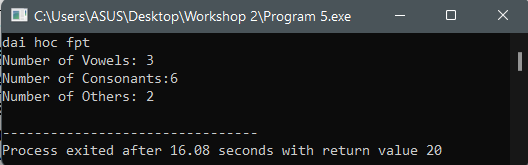 C:\Users\ASUS\Desktop\Workshop 2\Program 5.exe
dai hoc fpt
Number of Vowels: 3
Number of Consonants:6
Number of Others: 2
--------------------------------
Process exited after 16.08 seconds with return value 20